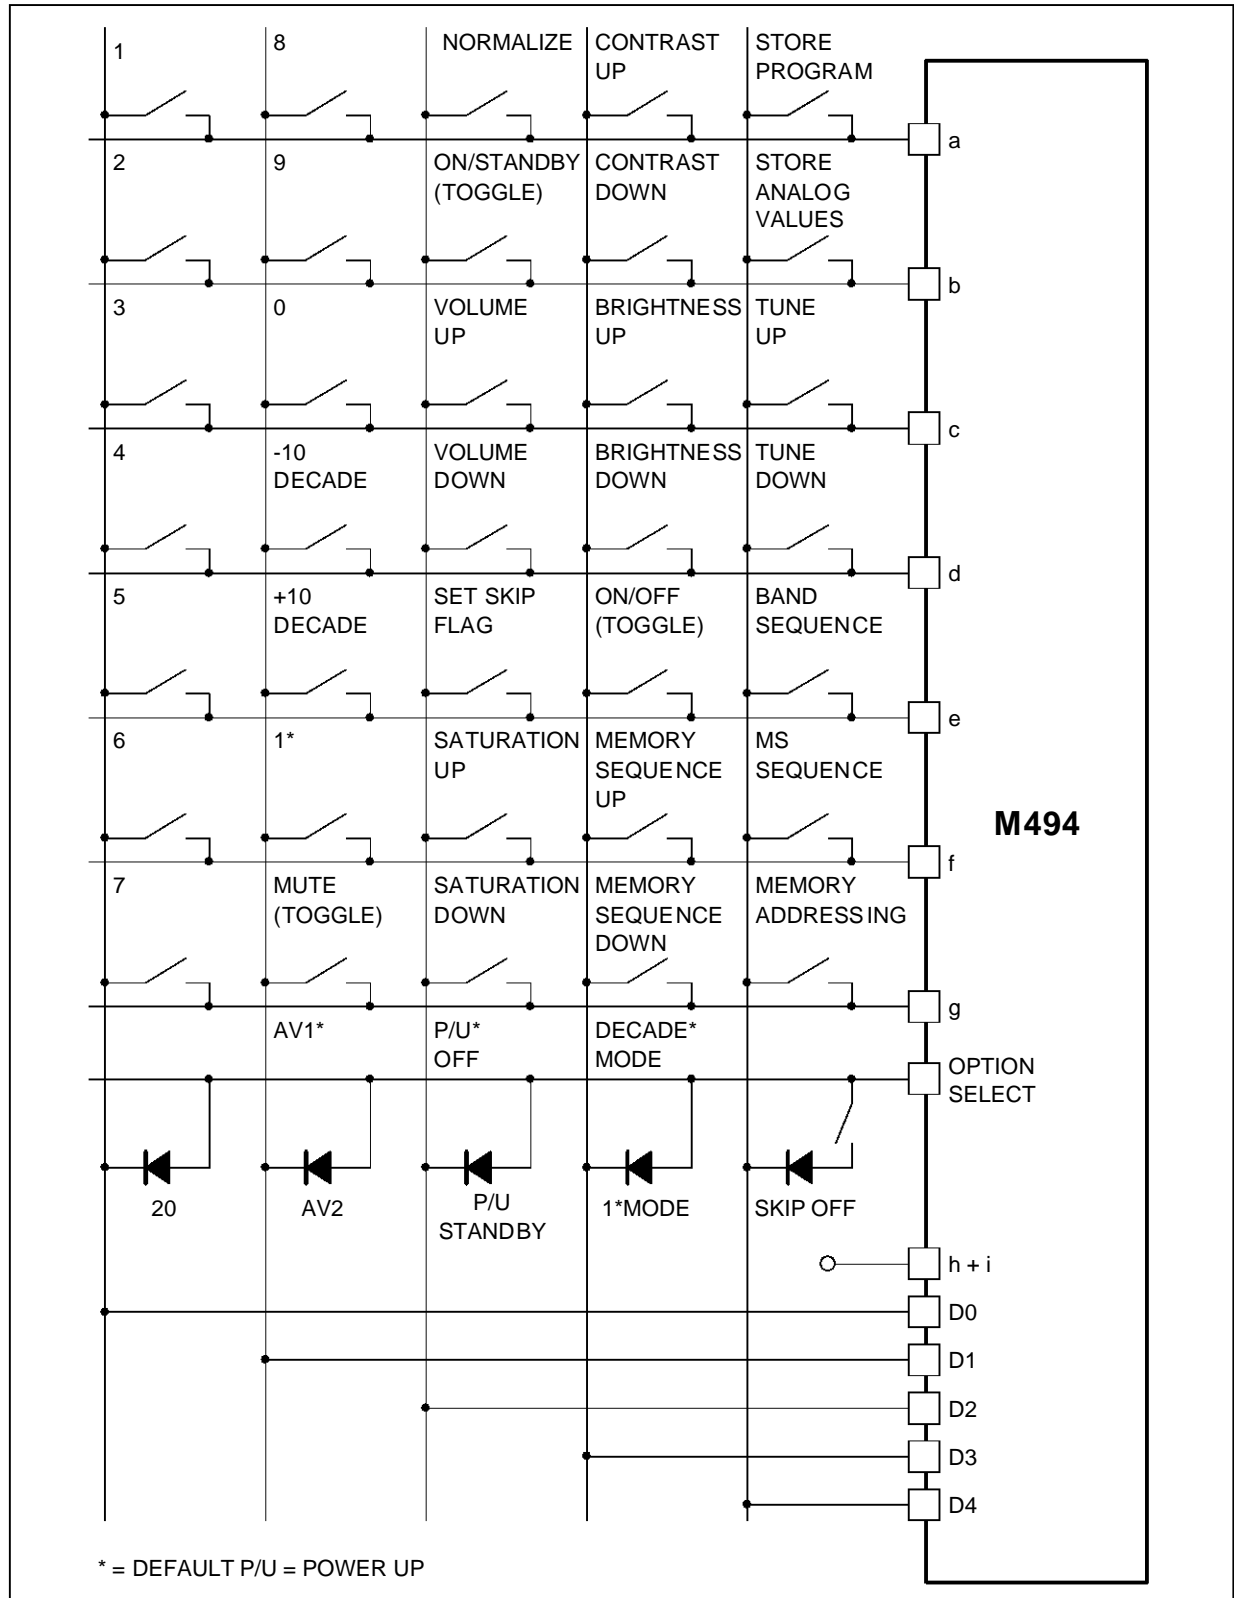 1
8
NORMALIZE
CONTRAST
UP
STORE
PROGRAM
a
2
9
ON/STANDBY
(TOGGLE)
CONTRAST
DOWN
STORE
ANALOG
VALUES
b
3
0
VOLUME
UP
BRIGHTNESS
UP
TUNE
UP
c
4
-10
DECADE
VOLUME
DOWN
BRIGHTNESS
DOWN
TUNE
DOWN
d
5
+10
DECADE
SET SKIP
FLAG
ON/OFF
(TOGGLE)
BAND
SEQUENCE
e
6
1*
SATURATION
UP
MEMORY
SEQUENCE
UP
MS
SEQUENCE
M494
f
7
MUTE
(TOGGLE)
SATURATION
DOWN
MEMORY
SEQUENCE
DOWN
MEMORY
ADDRESSING
g
AV1*
P/U*
OFF
DECADE*
MODE
OPTION
SELECT
20
AV2
P/U
STANDBY
1*MODE
SKIP OFF
h + i
D0
D1
D2
D3
D4
* = DEFAULT P/U = POWER UP